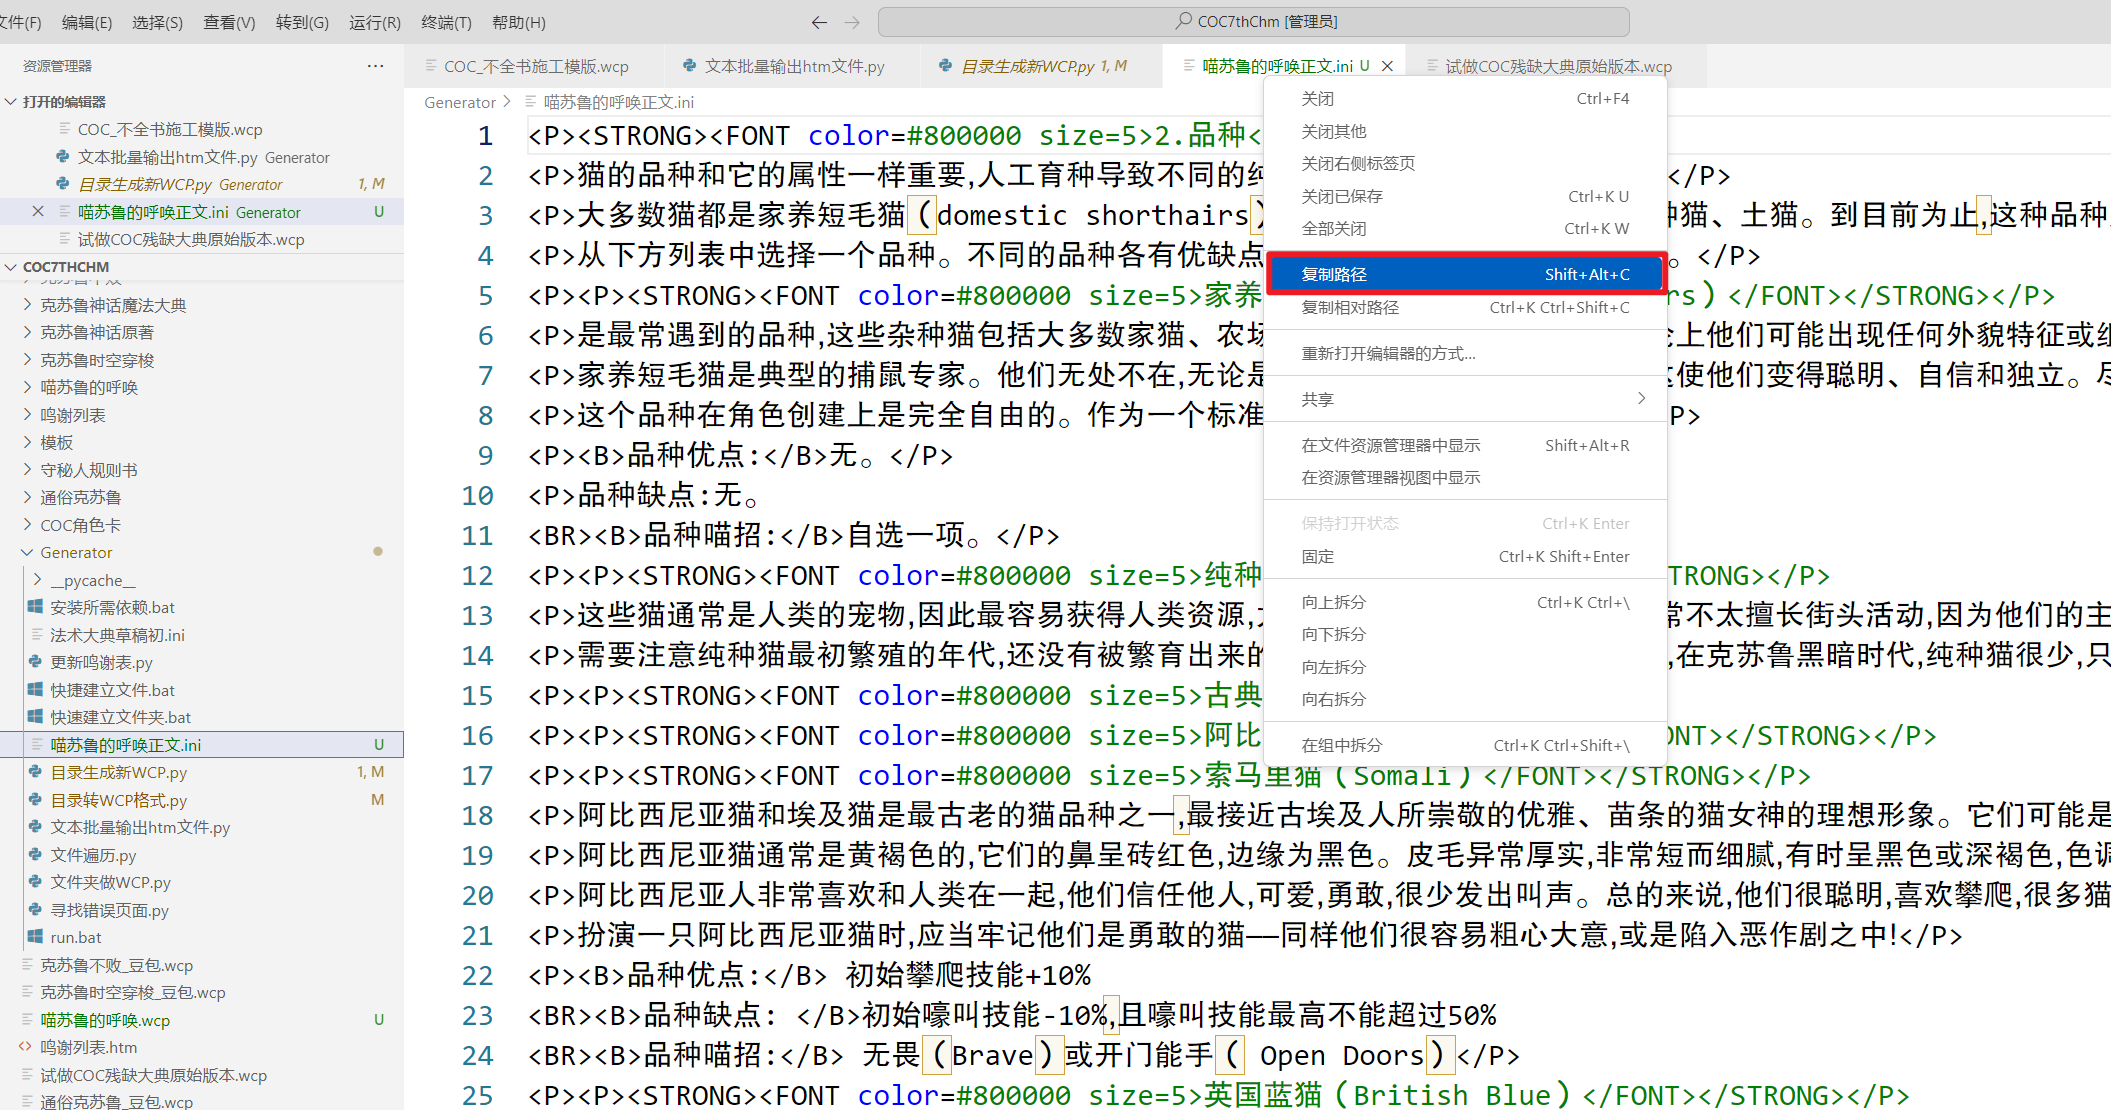 文件(F) 编辑(E) 选择(S) 查看(V) 转到(G) 运行(R) 终端(T) 帮助(H) COC7thChm [管理员]
资源管理器
打开的编辑器
COC_不全书施工模版.wcp
文本批量输出htm文件.py Generator
目录生成新WCP.py Generator 1, M
喵苏鲁的呼唤正文.ini Generator U
试做COC残缺大典原始版本.wcp
COC7THCHM
克苏鲁神话魔法大典
克苏鲁神话原著
克苏鲁时空穿梭
喵苏鲁的呼唤
鸣谢列表
模板
守秘人规则书
通俗克苏鲁
COC角色卡
Generator
__pycache__
安装所需依赖.bat
法术大典草稿初.ini
更新鸣谢表.py
快捷建立文件.bat
快速建立文件夹.bat
喵苏鲁的呼唤正文.ini U
目录生成新WCP.py 1, M
目录转WCP格式.py M
文本批量输出htm文件.py
文件遍历.py
文件夹做WCP.py
寻找错误页面.py
run.bat
克苏鲁不败_豆包.wcp
克苏鲁时空穿梭_豆包.wcp
喵苏鲁的呼唤.wcp U
鸣谢列表.htm
试做COC残缺大典原始版本.wcp
通俗克苏鲁_豆包.wcp
COC_不全书施工模版.wcp 文本批量输出htm文件.py 目录生成新WCP.py 1, M 喵苏鲁的呼唤正文.ini U 试做COC残缺大典原始版本.wcp
Generator > 喵苏鲁的呼唤正文.ini
1 <P><STRONG><FONT color=#800000 size=5>2.品种<
2 <P>猫的品种和它的属性一样重要,人工育种导致不同的纯 </P>
3 <P>大多数猫都是家养短毛猫（domestic shorthairs） 种猫、土猫。到目前为止,这种品种
4 <P>从下方列表中选择一个品种。不同的品种各有优缺点 。</P>
5 <P><P><STRONG><FONT color=#800000 size=5>家养 rs）</FONT></STRONG></P>
6 <P>是最常遇到的品种,这些杂种猫包括大多数家猫、农场 论上他们可能出现任何外貌特征或组
7 <P>家养短毛猫是典型的捕鼠专家。他们无处不在,无论是 这使他们变得聪明、自信和独立。尽
8 <P>这个品种在角色创建上是完全自由的。作为一个标准 P>
9 <P><B>品种优点:</B>无。</P>
10 <P>品种缺点:无。
11 <BR><B>品种喵招:</B>自选一项。</P>
12 <P><P><STRONG><FONT color=#800000 size=5>纯种 TRONG></P>
13 <P>这些猫通常是人类的宠物,因此最容易获得人类资源, 常不太擅长街头活动,因为他们的主
14 <P>需要注意纯种猫最初繁殖的年代,还没有被繁育出来的 ,在克苏鲁黑暗时代,纯种猫很少,只
15 <P><P><STRONG><FONT color=#800000 size=5>古典
16 <P><P><STRONG><FONT color=#800000 size=5>阿比 ONT></STRONG></P>
17 <P><P><STRONG><FONT color=#800000 size=5>索马里猫（Somali）</FONT></STRONG></P>
18 <P>阿比西尼亚猫和埃及猫是最古老的猫品种之一,最接近古埃及人所崇敬的优雅、苗条的猫女神的理想形象。它们可能是
19 <P>阿比西尼亚猫通常是黄褐色的,它们的鼻呈砖红色,边缘为黑色。皮毛异常厚实,非常短而细腻,有时呈黑色或深褐色,色调
20 <P>阿比西尼亚人非常喜欢和人类在一起,他们信任他人,可爱,勇敢,很少发出叫声。总的来说,他们很聪明,喜欢攀爬,很多猫
21 <P>扮演一只阿比西尼亚猫时,应当牢记他们是勇敢的猫——同样他们很容易粗心大意,或是陷入恶作剧之中!</P>
22 <P><B>品种优点:</B> 初始攀爬技能+10%
23 <BR><B>品种缺点: </B>初始嚎叫技能-10%,且嚎叫技能最高不能超过50%
24 <BR><B>品种喵招:</B> 无畏（Brave）或开门能手（ Open Doors）</P>
25 <P><P><STRONG><FONT color=#800000 size=5>英国蓝猫（British Blue）</FONT></STRONG></P>
关闭 Ctrl+F4
关闭其他
关闭右侧标签页
关闭已保存 Ctrl+K U
全部关闭 Ctrl+K W
复制路径 Shift+Alt+C
复制相对路径 Ctrl+K Ctrl+Shift+C
重新打开编辑器的方式...
共享
在文件资源管理器中显示 Shift+Alt+R
在资源管理器视图中显示
保持打开状态 Ctrl+K Enter
固定 Ctrl+K Shift+Enter
向上拆分 Ctrl+K Ctrl+\
向下拆分
向左拆分
向右拆分
在组中拆分 Ctrl+K Ctrl+Shift+\